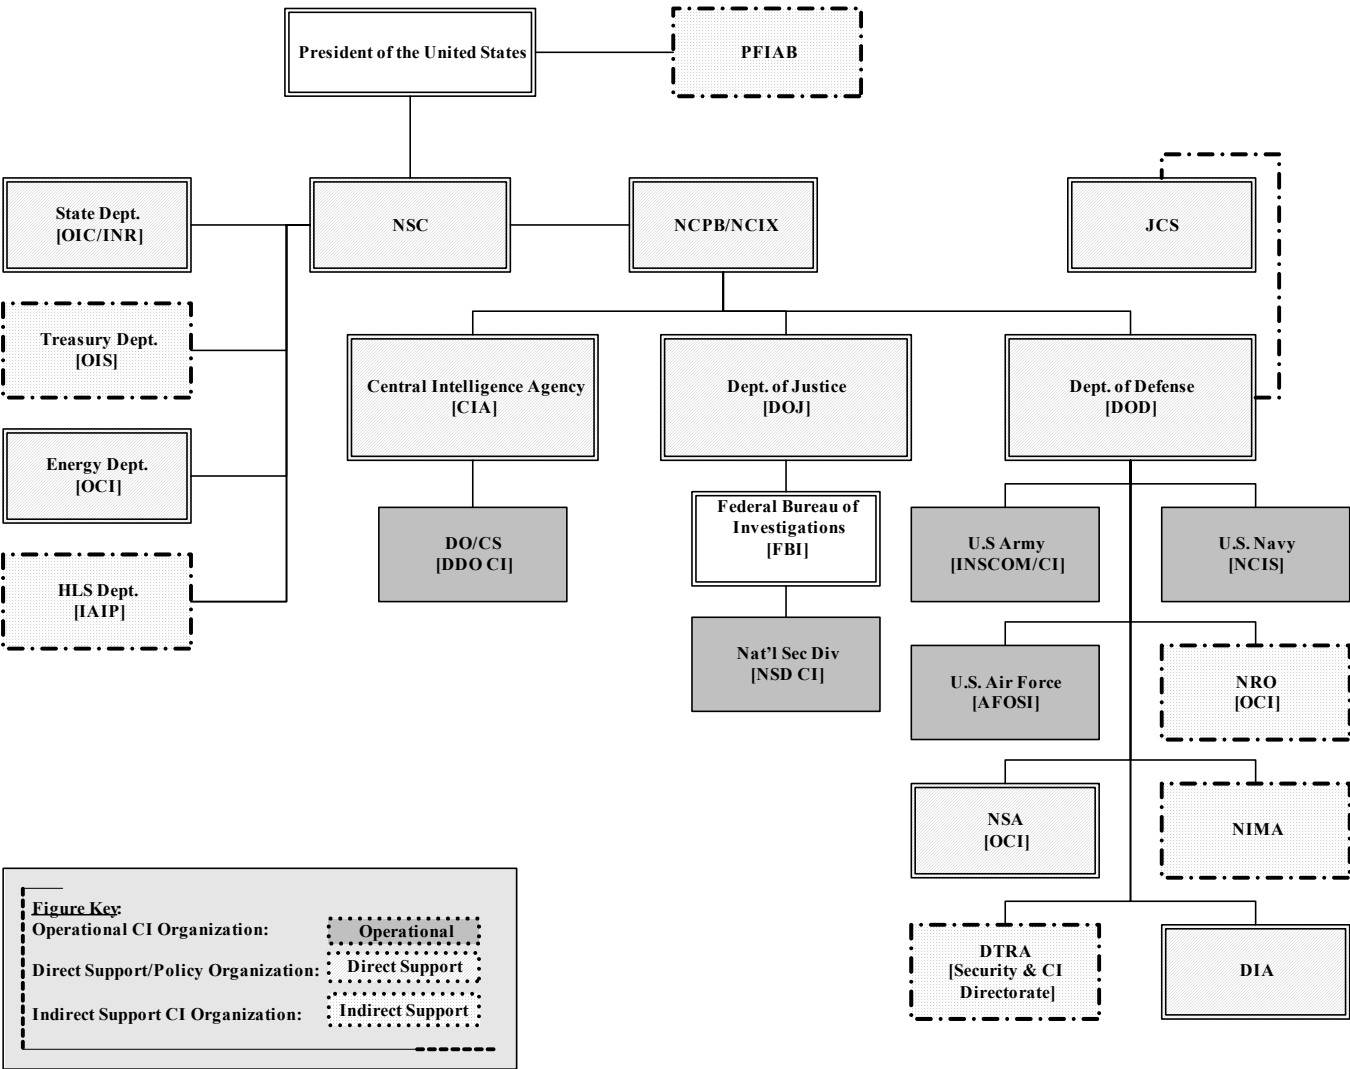 President of the United States
PFIAB
State Dept.
[OIC/INR]
NSC
NCPB/NCIX
JCS
Treasury Dept.
[OIS]
Central Intelligence Agency
[CIA]
Dept. of Justice
[DOJ]
Dept. of Defense
[DOD]
Energy Dept.
[OCI]
DO/CS
[DDO CI]
Federal Bureau of
Investigations
[FBI]
U.S Army
[INSCOM/CI]
U.S. Navy
[NCIS]
HLS Dept.
[IAIP]
Nat’l Sec Div
[NSD CI]
U.S. Air Force
[AFOSI]
NRO
[OCI]
NSA
[OCI]
NIMA
DTRA
[Security & CI
Directorate]
DIA
Figure Key:
Operational CI Organization:
Operational
Direct Support/Policy Organization:
Direct Support
Indirect Support CI Organization:
Indirect Support